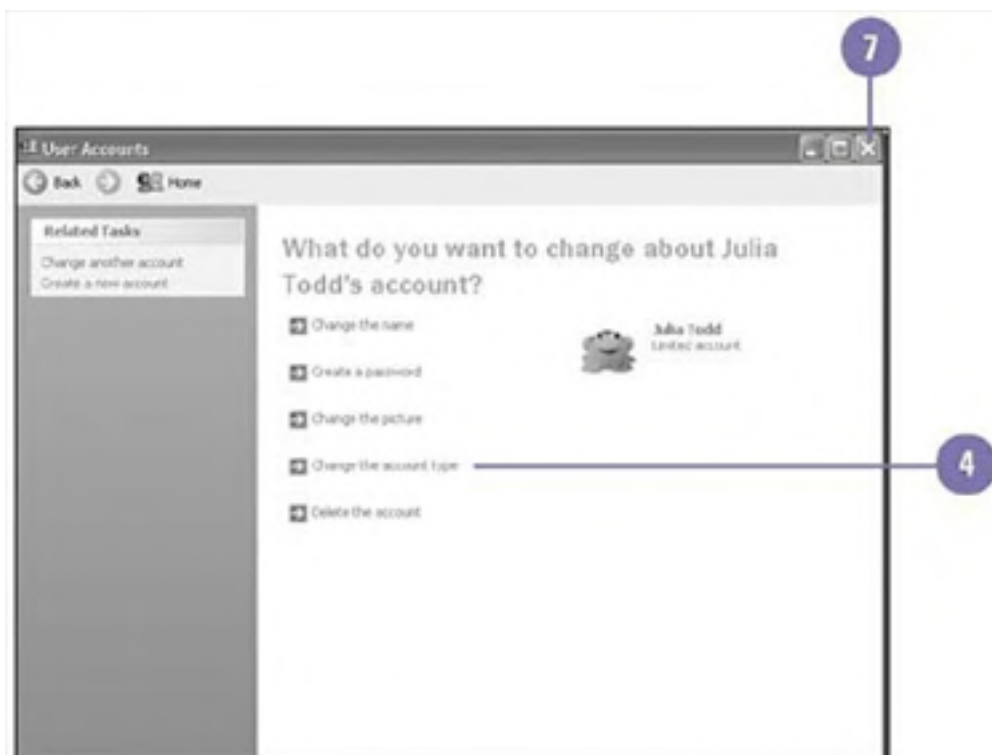 7
User Accounts
Back Home
Related Tasks
Change another account
Create a new account
What do you want to change about Julia
Todd's account?
Change the name
Julia Todd
Limited account
Create a password
Change the picture
Change the account type
4
Delete the account